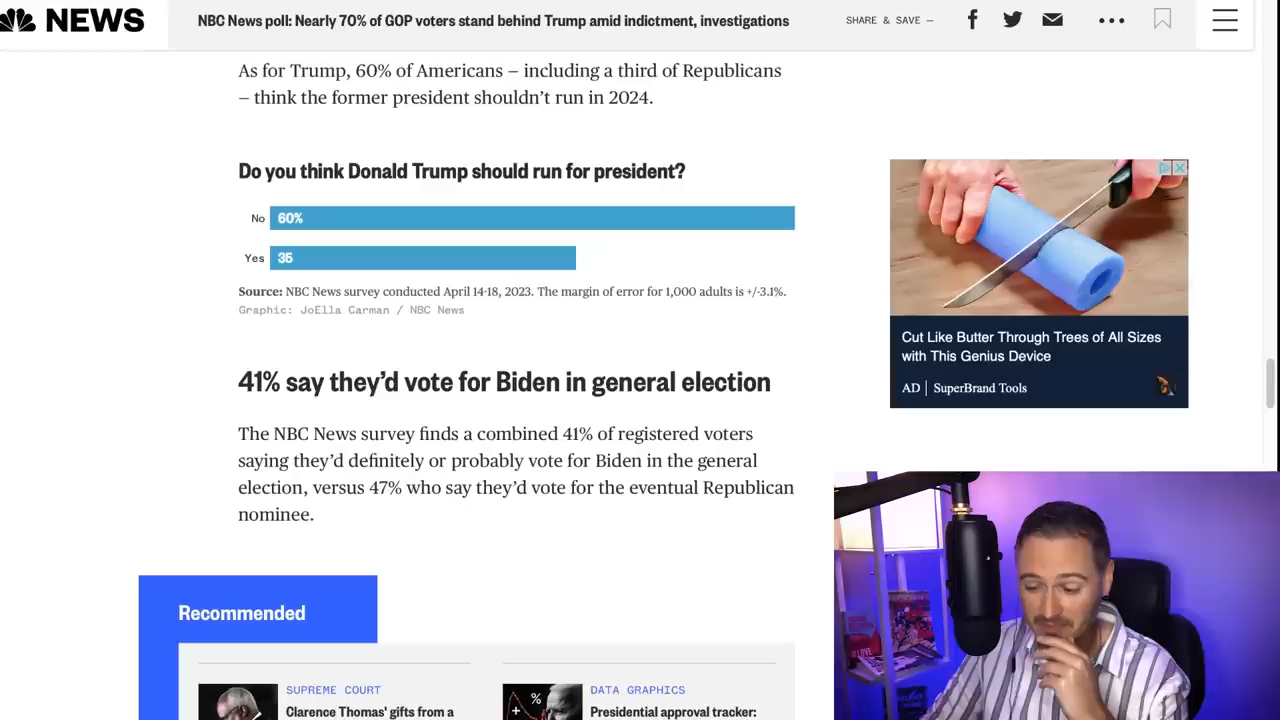 NEWS
NBC News poll: Nearly 70% of GOP voters stand behind Trump amid indictment, investigations
SHARE & SAVE —
As for Trump, 60% of Americans — including a third of Republicans
— think the former president shouldn't run in 2024.
Do you think Donald Trump should run for president?
No 60%
Yes 35
Source: NBC News survey conducted April 14-18, 2023. The margin of error for 1,000 adults is +/-3.1%.
Graphic: JoElla Carman / NBC News
Cut Like Butter Through Trees of All Sizes
with This Genius Device
AD | SuperBrand Tools
41% say they'd vote for Biden in general election
The NBC News survey finds a combined 41% of registered voters
saying they'd definitely or probably vote for Biden in the general
election, versus 47% who say they'd vote for the eventual Republican
nominee.
Recommended
SUPREME COURT
Clarence Thomas' gifts from a
%
+
DATA GRAPHICS
Presidential approval tracker: